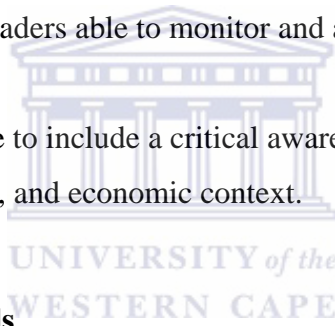 aders able to monitor and a
to include a critical aware
, and economic context.
UNIVERSITY of the
WESTERN CAPE